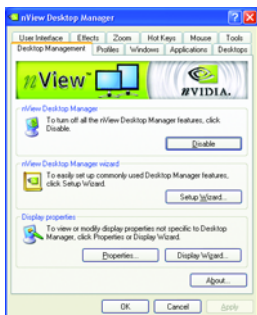 nView Desktop Manager
User Interface Effects Zoom Hot Keys Mouse Tools
Desktop Management Profiles Windows Applications Desktops
nView™
NVIDIA.
nView Desktop Manager
To turn off all the nView Desktop Manager features, click
Disable.
Disable
nView Desktop Manager wizard
To easily set up commonly used Desktop Manager features,
click Setup Wizard.
Setup Wizard...
Display properties
To view or modify display properties not specific to Desktop
Manager, click Properties or Display Wizard.
Properties... Display Wizard...
About...
OK Cancel Apply